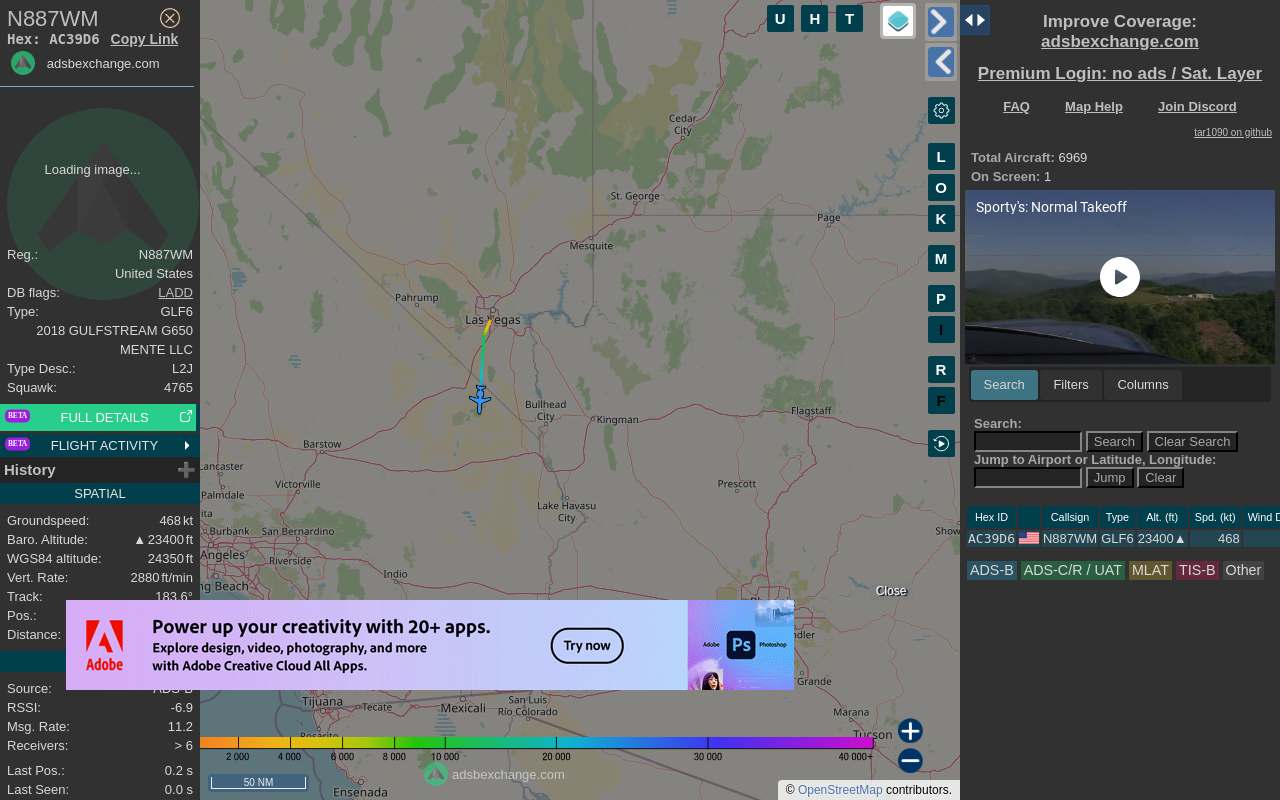 N887WM
Hex: AC39D6 Copy Link
adsbexchange.com
Loading image...
Reg.: N887WM
United States
DB flags: LADD
Type: GLF6
2018 GULFSTREAM G650
MENTE LLC
Type Desc.: L2J
Squawk: 4765
BETA FULL DETAILS
BETA FLIGHT ACTIVITY
History
SPATIAL
Groundspeed: 468 kt
Baro. Altitude: ▲ 23400 ft
WGS84 altitude: 24350 ft
Vert. Rate: 2880 ft/min
Track: 183.6°
Pos.:
Distance:
Source: ADS-B
RSSI: -6.9
Msg. Rate: 11.2
Receivers: > 6
Last Pos.: 0.2 s
Last Seen: 0.0 s
U H T
L
O
K
M
P
I
R
F
Cedar
City
St. George
Page
Mesquite
Pahrump
Las Vegas
Bullhead
City
Kingman
Flagstaff
Barstow
Lancaster
Victorville
Palmdale
Prescott
Lake Havasu
City
Burbank
San Bernardino
Show
Angeles
Riverside
Indio
ng Beach
Close
Adobe
Power up your creativity with 20+ apps.
Explore design, video, photography, and more
with Adobe Creative Cloud All Apps.
Try now
Adobe Ps Photoshop
ndler
Grande
Tijuana
Tecate
Mexicali
San Luis
Río Colorado
Marana
Tucson
Rosarito
2 000 4 000 6 000 8 000 10 000 20 000 30 000 40 000+
adsbexchange.com
50 NM
Ensenada
© OpenStreetMap contributors.
Improve Coverage:
adsbexchange.com
Premium Login: no ads / Sat. Layer
FAQ Map Help Join Discord
tar1090 on github
Total Aircraft: 6969
On Screen: 1
Sporty's: Normal Takeoff
Search Filters Columns
Search:
Search Clear Search
Jump to Airport or Latitude, Longitude:
Jump Clear
Hex ID Callsign Type Alt. (ft) Spd. (kt) Wind D
AC39D6 N887WM GLF6 23400▲ 468
ADS-B ADS-C/R / UAT MLAT TIS-B Other